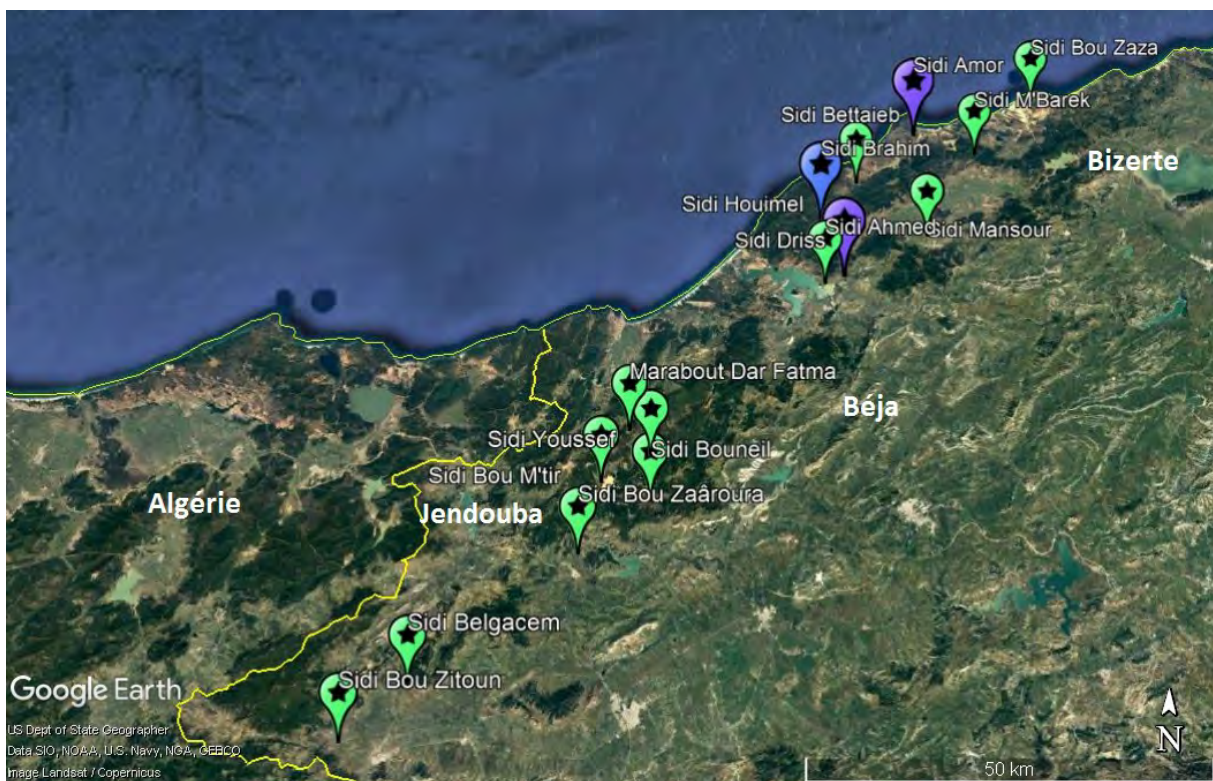 Sidi Bou Zaza
Sidi Amor
Sidi M'Barek
Sidi Bettaieb
Sidi Brahim
Bizerte
Sidi Houimel
Sidi Ahmed
Sidi Mansour
Sidi Driss
Marabout Dar Fatma
Béja
Sidi Youssef
Sidi Bouneil
Sidi Bou M'tir
Sidi Bou Zaâroura
Algérie
Jendouba
Sidi Belgacem
Sidi Bou Zitoun
Google Earth
US Dept of State Geographer
Data SIO, NOAA, U.S. Navy, NGA, GEBCO
Image Landsat / Copernicus
N
50 km